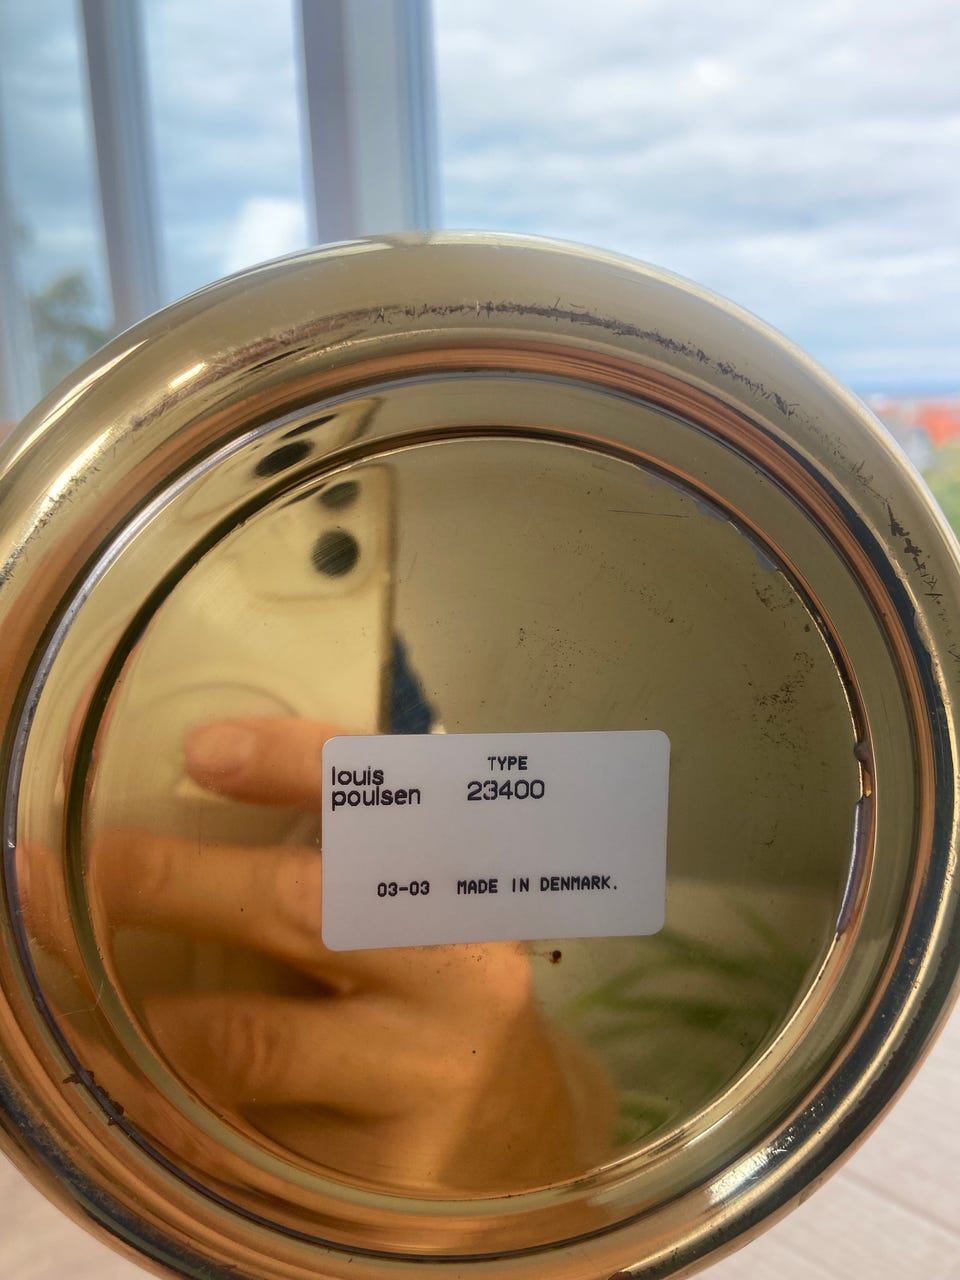 louis
poulsen
TYPE
23400
03-03 MADE IN DENMARK.